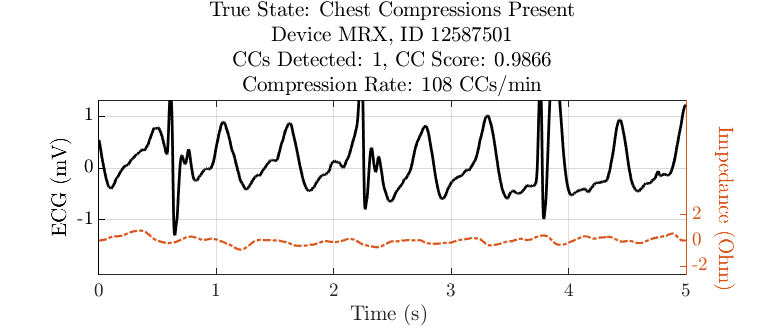 True State: Chest Compressions Present
Device MRX, ID 12587501
CCs Detected: 1, CC Score: 0.9866
Compression Rate: 108 CCs/min
1
0
-1
ECG (mV)
2
0
-2
Impedance (Ohm)
0
1
2
3
4
5
Time (s)